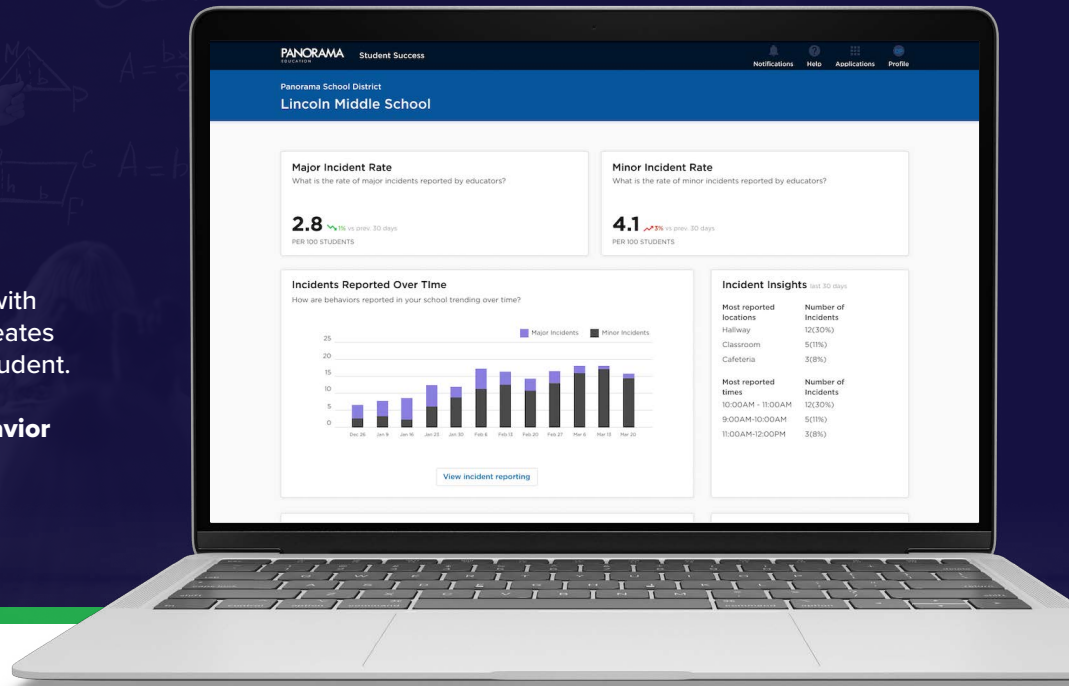 with
eates
udent.
avior
PANORAMA
EDUCATION
Student Success
Notifications Help Applications Profile
Panorama School District
Lincoln Middle School
Major Incident Rate
What is the rate of major incidents reported by educators?
2.8 1% vs prev. 30 days
PER 100 STUDENTS
Minor Incident Rate
What is the rate of minor incidents reported by educators?
4.1 3% vs prev. 30 days
PER 100 STUDENTS
Incidents Reported Over TIme
How are behaviors reported in your school trending over time?
Major Incidents Minor Incidents
25
20
15
10
5
0
Dec 26 Jan 9 Jan 16 Jan 23 Jan 30 Feb 6 Feb 13 Feb 20 Feb 27 Mar 6 Mar 13 Mar 20
View incident reporting
Incident Insights last 30 days
Most reported locations Number of Incidents
Hallway 12(30%)
Classroom 5(11%)
Cafeteria 3(8%)
Most reported times Number of Incidents
10:00AM - 11:00AM 12(30%)
9:00AM-10:00AM 5(11%)
11:00AM-12:00PM 3(8%)